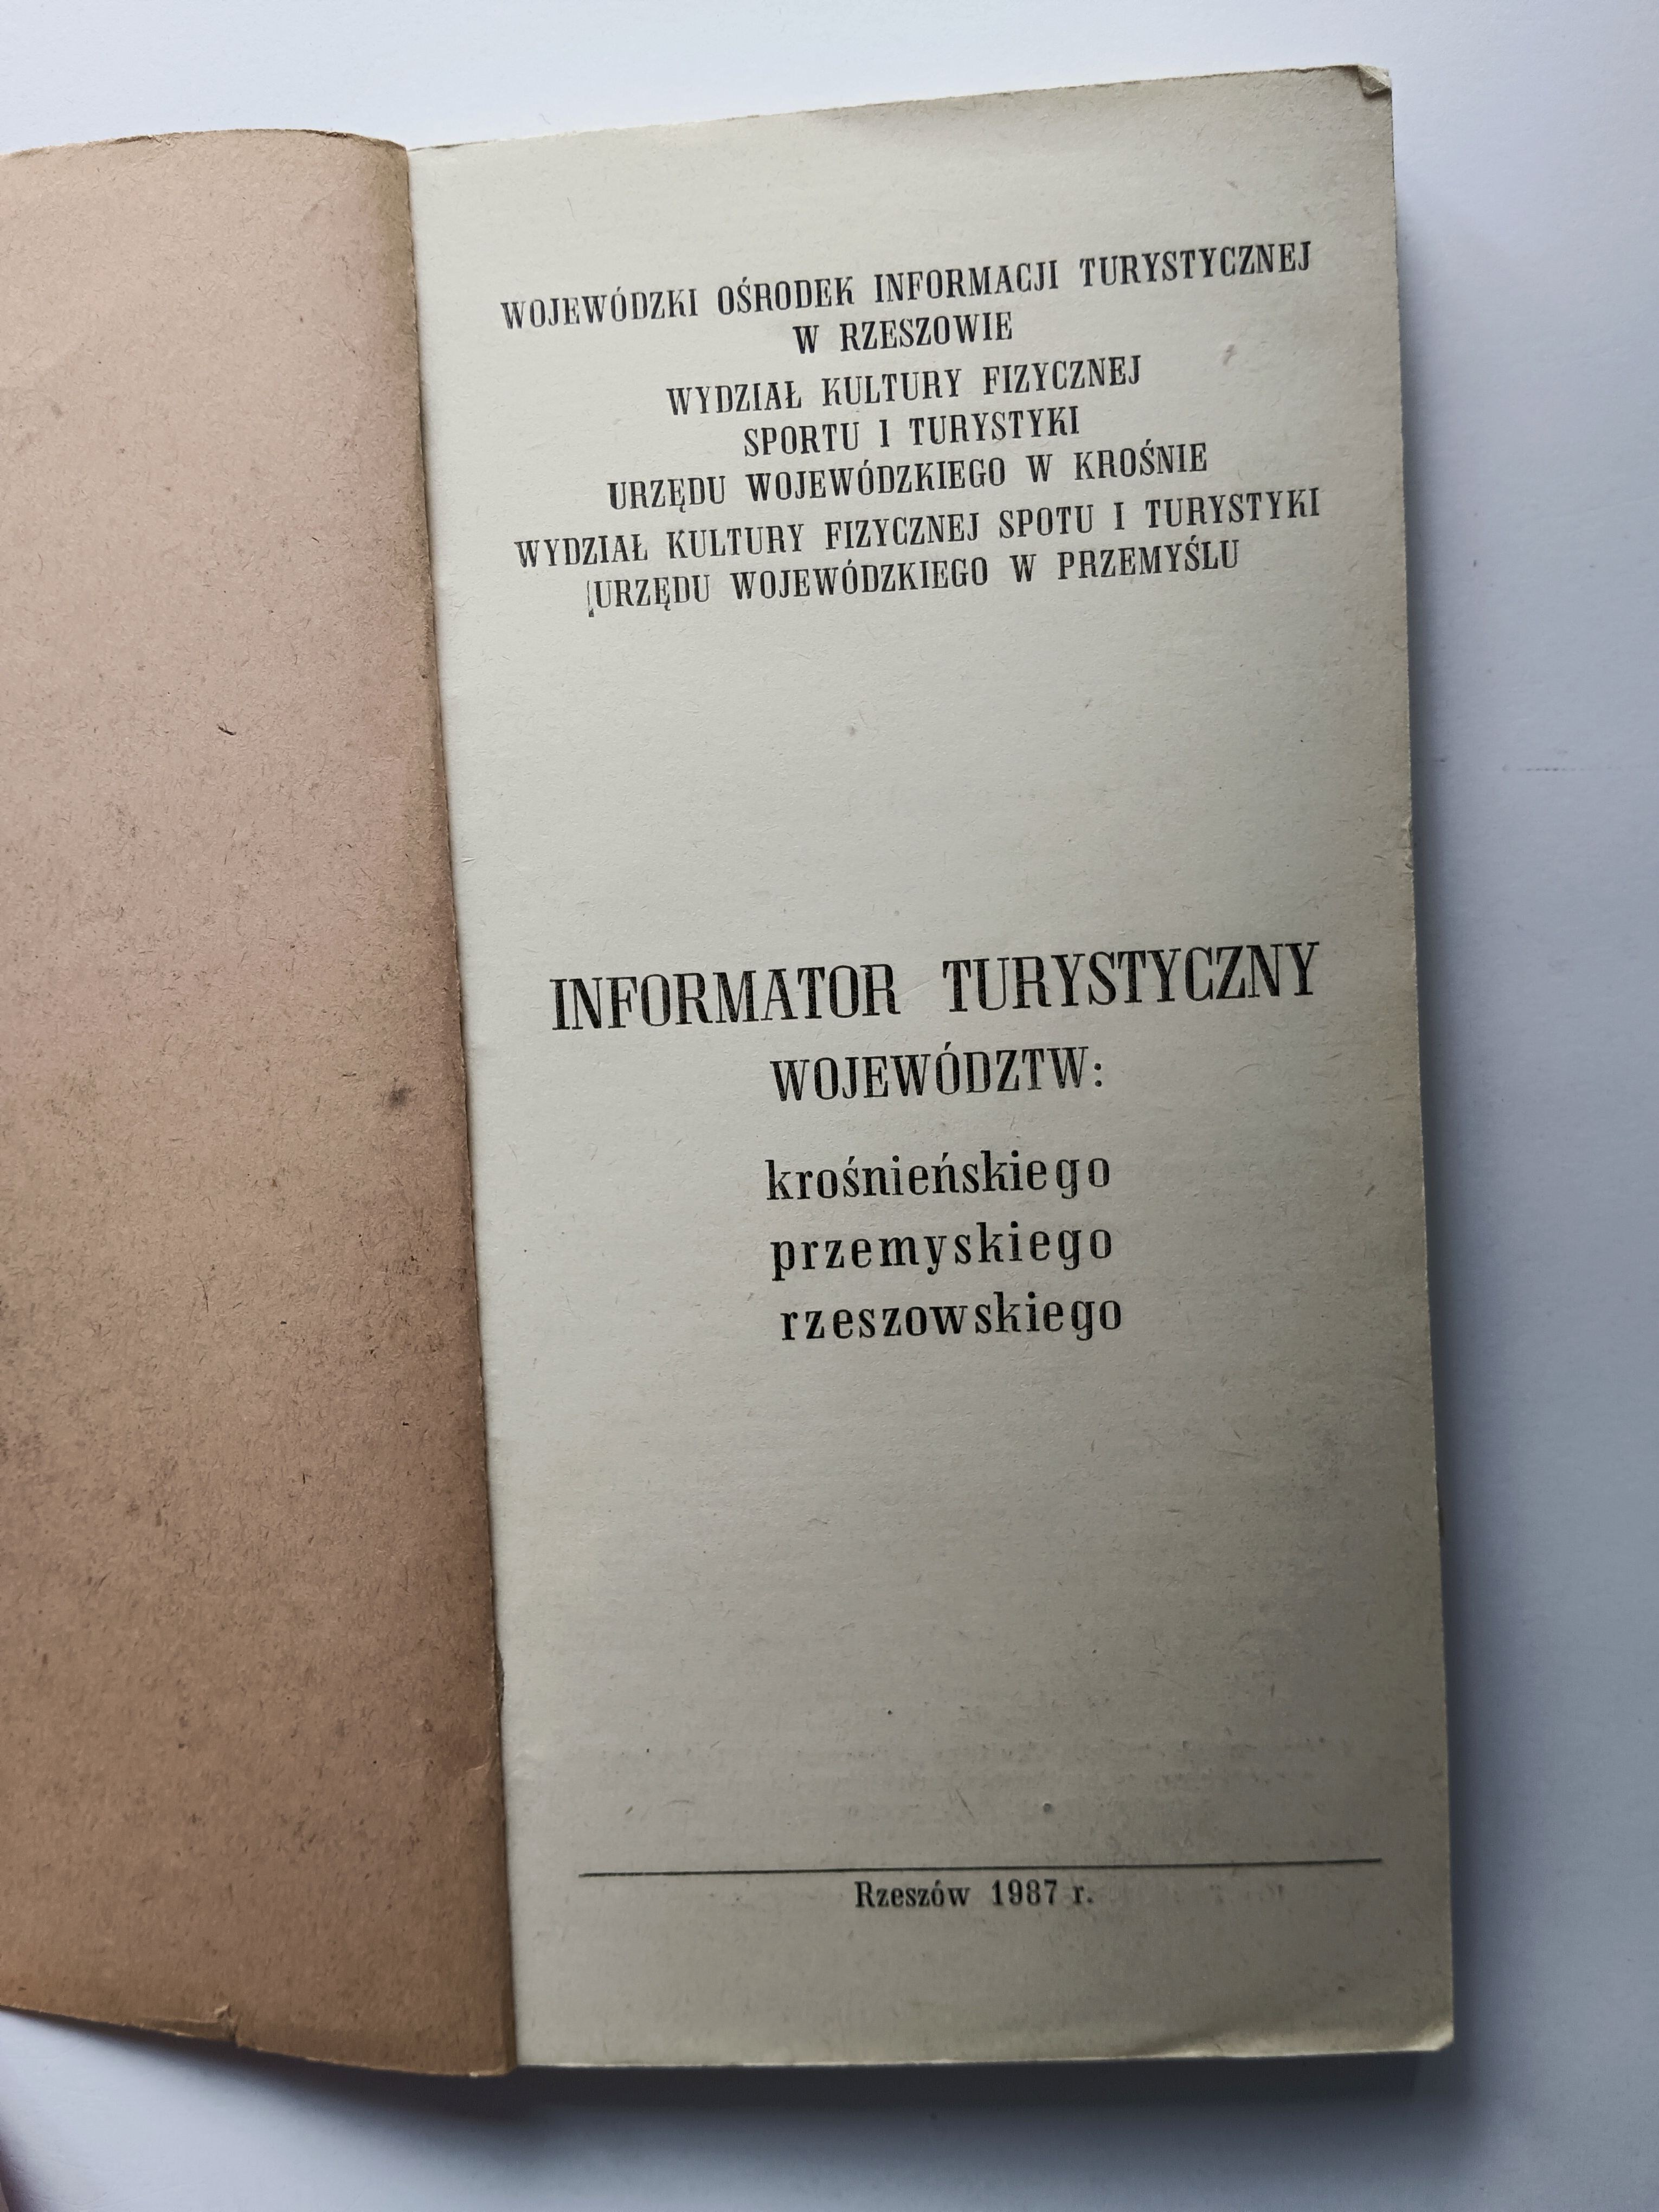 WOJEWÓDZKI OŚRODEK INFORMACJI TURYSTYCZNEJ
W RZESZOWIE
WYDZIAŁ KULTURY FIZYCZNEJ
SPORTU I TURYSTYKI
URZĘDU WOJEWÓDZKIEGO W KROŚNIE
WYDZIAŁ KULTURY FIZYCZNEJ SPOTU I TURYSTYKI
URZĘDU WOJEWÓDZKIEGO W PRZEMYŚLU
INFORMATOR TURYSTYCZNY
WOJEWÓDZTW:
krośnieńskiego
przemyskiego
rzeszowskiego
Rzeszów 1987 r.